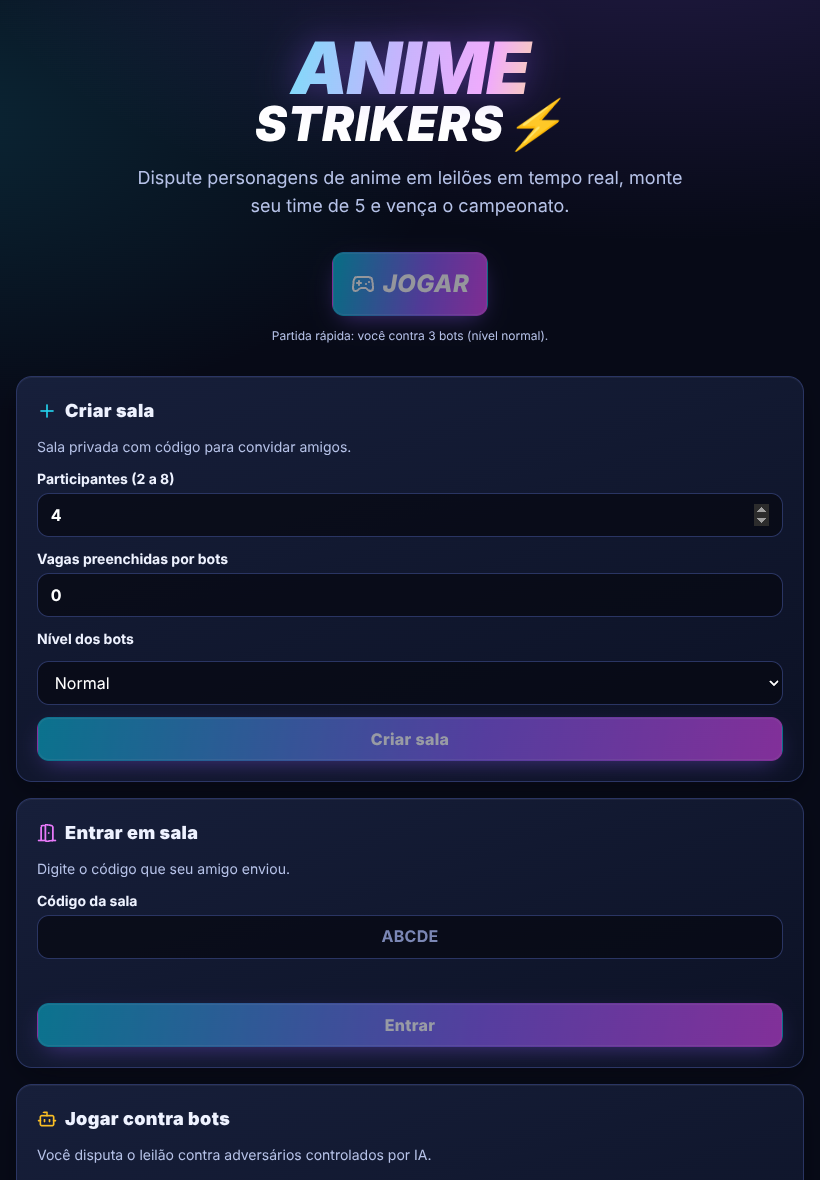 ANIME
STRIKERS⚡
Dispute personagens de anime em leilões em tempo real, monte
seu time de 5 e vença o campeonato.
JOGAR
Partida rápida: você contra 3 bots (nível normal).
Criar sala
Sala privada com código para convidar amigos.
Participantes (2 a 8)
4
Vagas preenchidas por bots
0
Nível dos bots
Normal
Criar sala
Entrar em sala
Digite o código que seu amigo enviou.
Código da sala
ABCDE
Entrar
Jogar contra bots
Você disputa o leilão contra adversários controlados por IA.